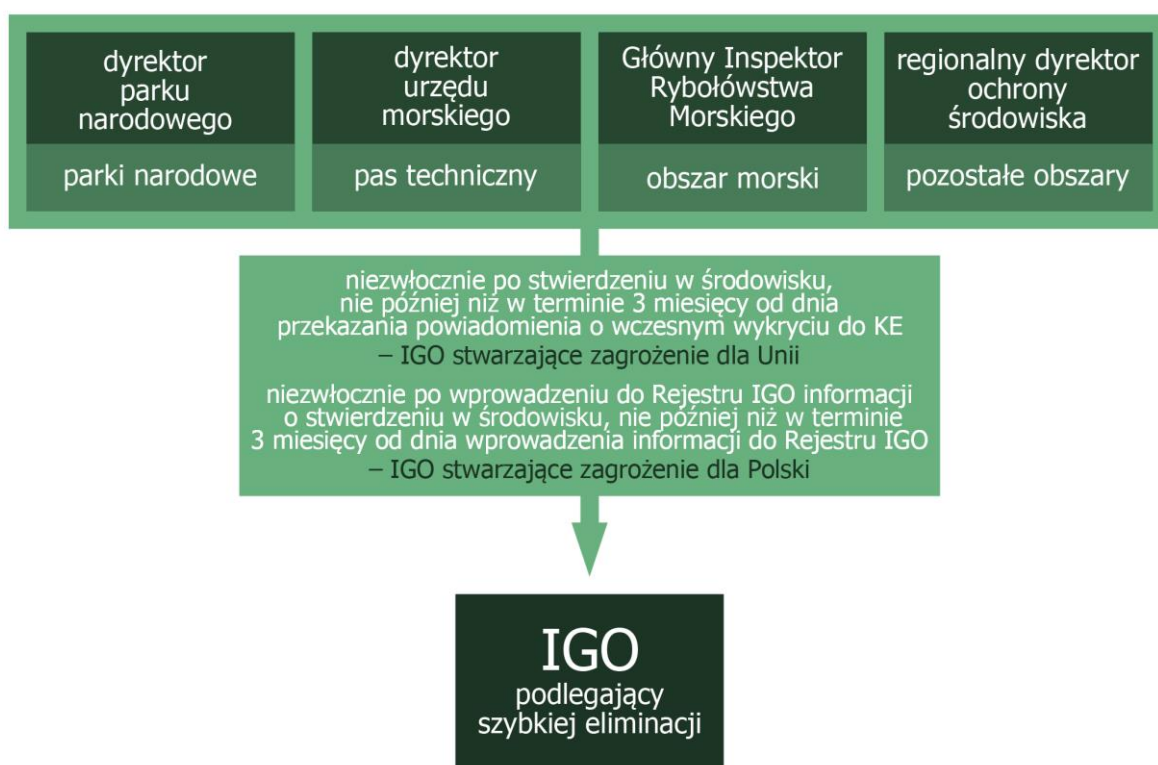 dyrektor
parku
narodowego
parki narodowe
dyrektor
urzędu
morskiego
pas techniczny
Główny Inspektor
Rybołówstwa
Morskiego
obszar morski
regionalny dyrektor
ochrony
środowiska
pozostałe obszary
niezwłocznie po stwierdzeniu w środowisku,
nie później niż w terminie 3 miesięcy od dnia
przekazania powiadomienia o wczesnym wykryciu do KE
– IGO stwarzające zagrożenie dla Unii
niezwłocznie po wprowadzeniu do Rejestru IGO informacji
o stwierdzeniu w środowisku, nie później niż w terminie
3 miesięcy od dnia wprowadzenia informacji do Rejestru IGO
– IGO stwarzające zagrożenie dla Polski
IGO
podlegający
szybkiej eliminacji